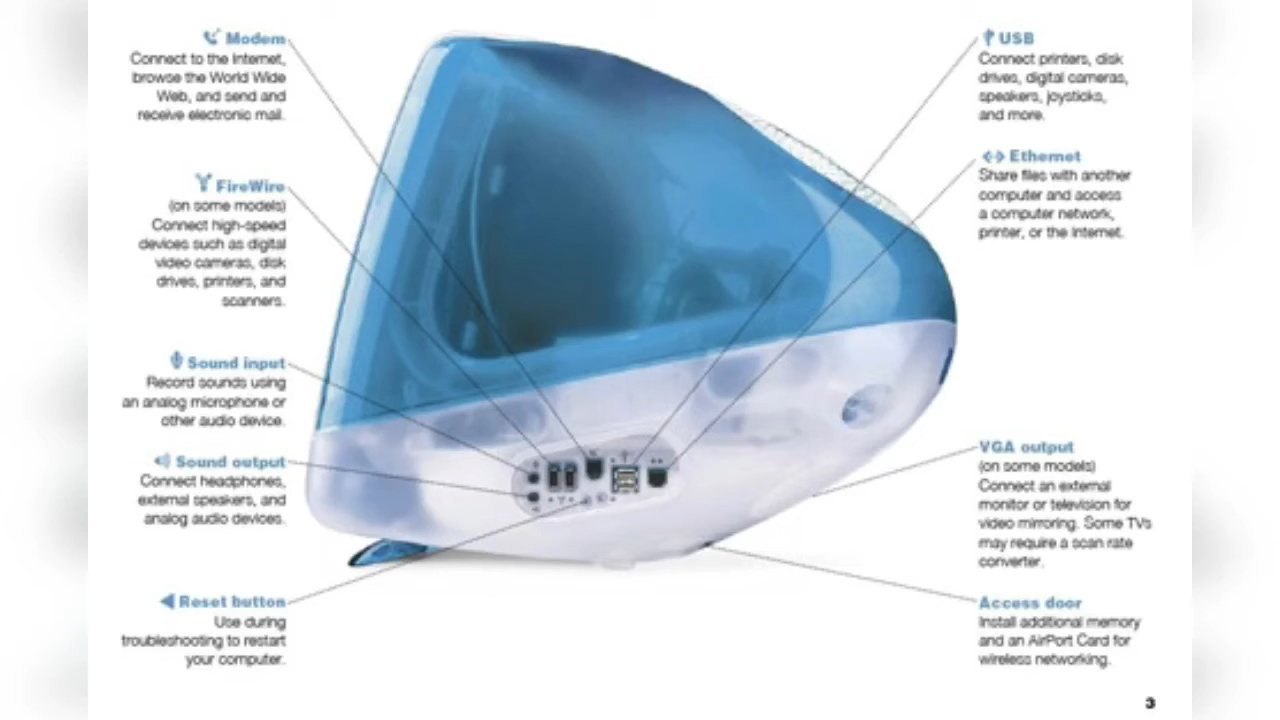 Modem
Connect to the Internet,
browse the World Wide
Web, and send and
receive electronic mail.
FireWire
(on some models)
Connect high-speed
devices such as digital
video cameras, disk
drives, printers, and
scanners.
Sound input
Record sounds using
an analog microphone or
other audio device.
Sound output
Connect headphones,
external speakers, and
analog audio devices.
Reset button
Use during
troubleshooting to restart
your computer.
USB
Connect printers, disk
drives, digital cameras,
speakers, joysticks,
and more.
Ethernet
Share files with another
computer and access
a computer network,
printer, or the Internet.
VGA output
(on some models)
Connect an external
monitor or television for
video mirroring. Some TVs
may require a scan rate
converter.
Access door
Install additional memory
and an AirPort Card for
wireless networking.
3